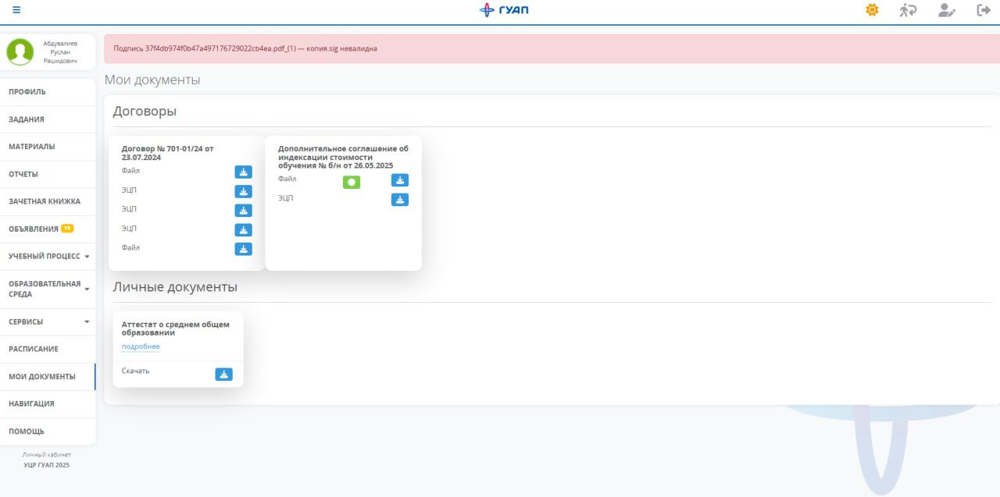 ГУАП
Абдувалиев
Руслан
Рашидович
Подпись 37f4db974f0b47a497176729022cb4ea.pdf_(1) — копия.sig невалидна
Мои документы
ПРОФИЛЬ
ЗАДАНИЯ
МАТЕРИАЛЫ
ОТЧЕТЫ
ЗАЧЕТНАЯ КНИЖКА
ОБЪЯВЛЕНИЯ 19
УЧЕБНЫЙ ПРОЦЕСС
ОБРАЗОВАТЕЛЬНАЯ
СРЕДА
СЕРВИСЫ
РАСПИСАНИЕ
МОИ ДОКУМЕНТЫ
НАВИГАЦИЯ
ПОМОЩЬ
Личный кабинет
УЦР ГУАП 2025
Договоры
Договор № 701-01/24 от
23.07.2024
Файл
ЭЦП
ЭЦП
ЭЦП
Файл
Дополнительное соглашение об
индексации стоимости
обучения № б/н от 26.05.2025
Файл
ЭЦП
Личные документы
Аттестат о среднем общем
образовании
подробнее
Скачать